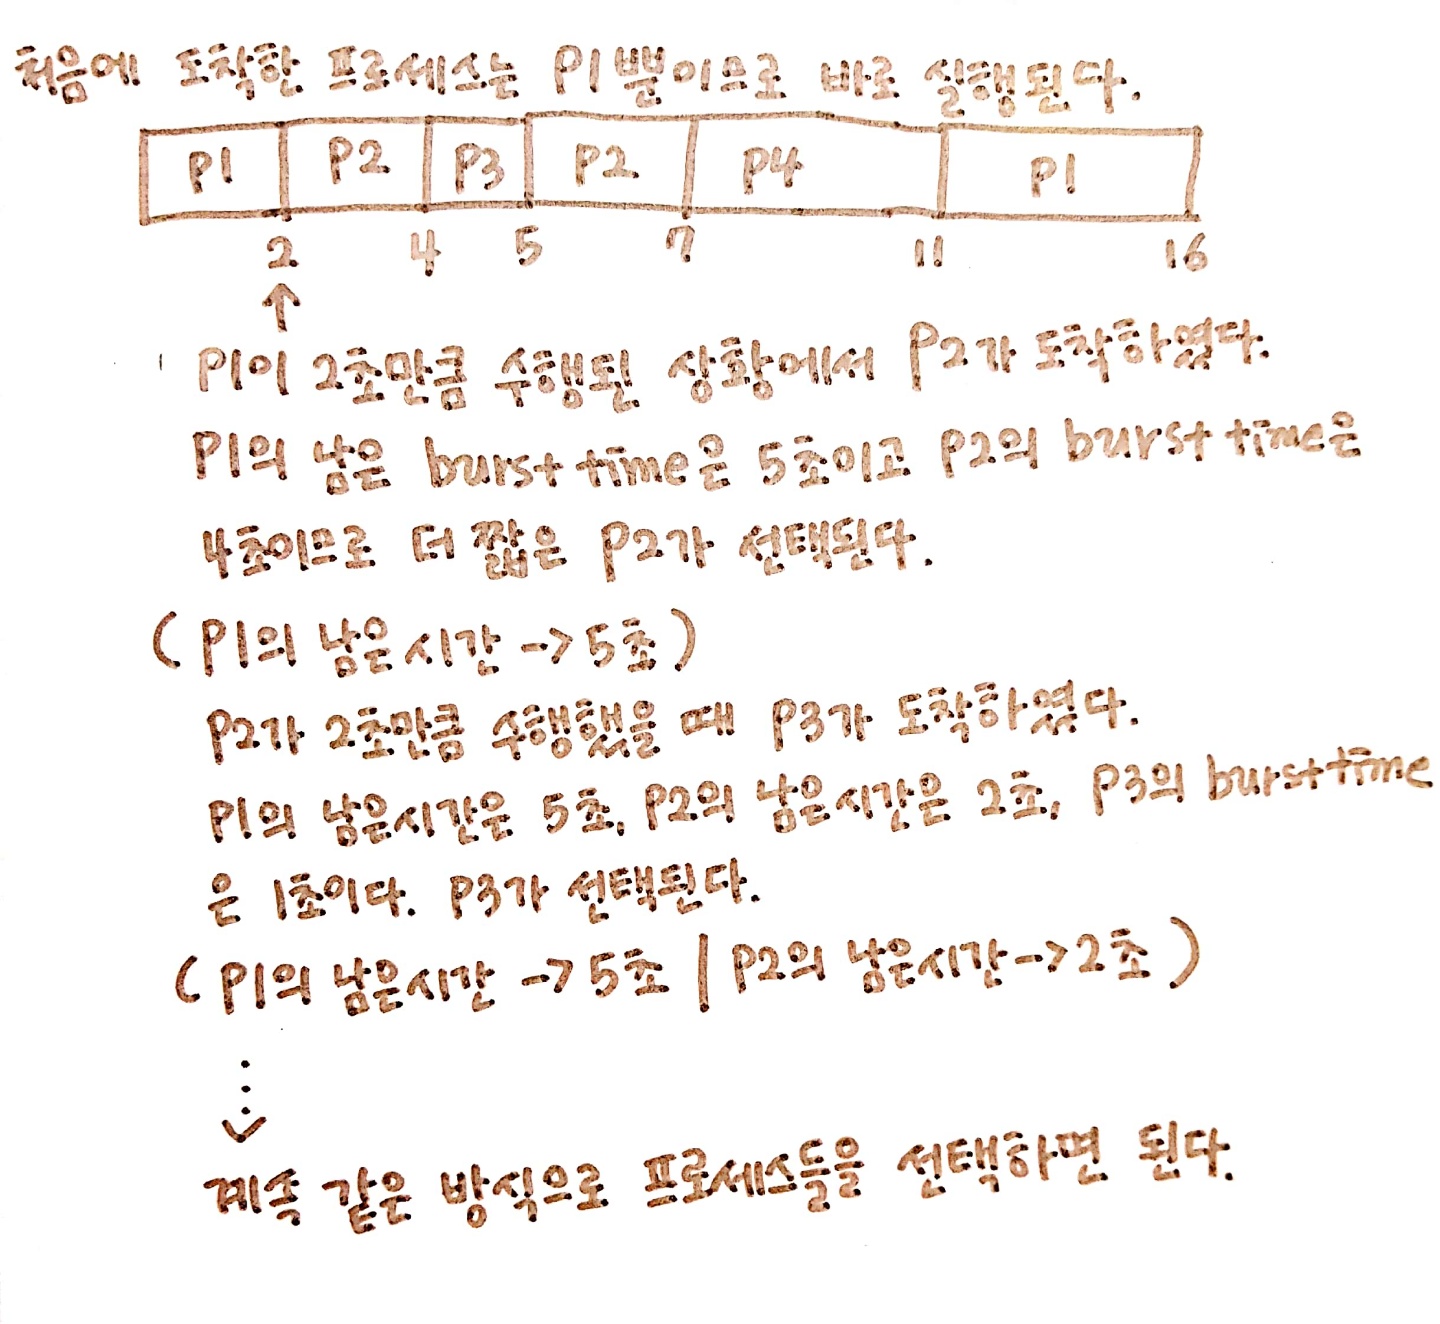 처음에 도착한 프로세스는 P1뿐이므로 바로 실행된다.
P1 P2 P3 P2 P4 P1
2 4 5 7 11 16
↑
P1이 2초만큼 수행된 상황에서 P2가 도착하였다.
P1의 남은 burst time은 5초이고 P2의 burst time은
4초이므로 더 짧은 P2가 선택된다.
(P1의 남은시간 -> 5초)
P2가 2초만큼 수행했을 때 P3가 도착하였다.
P1의 남은시간은 5초, P2의 남은시간은 2초, P3의 burst time
은 1초이다. P3가 선택된다.
(P1의 남은시간 -> 5초 | P2의 남은시간 -> 2초)
계속 같은 방식으로 프로세스들을 선택하면 된다.